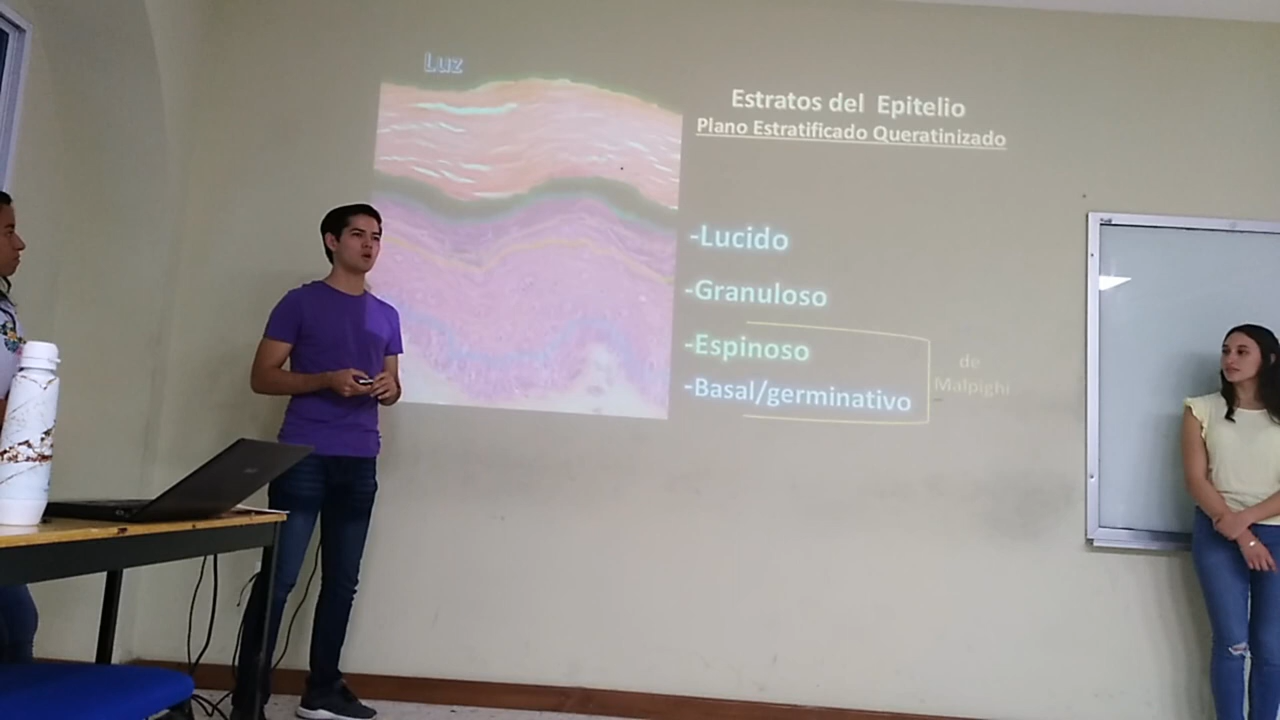 Luz
Estratos del Epitelio
Plano Estratificado Queratinizado
-Lucido
-Granuloso
-Espinoso
-Basal/germinativo
de
Malpighi